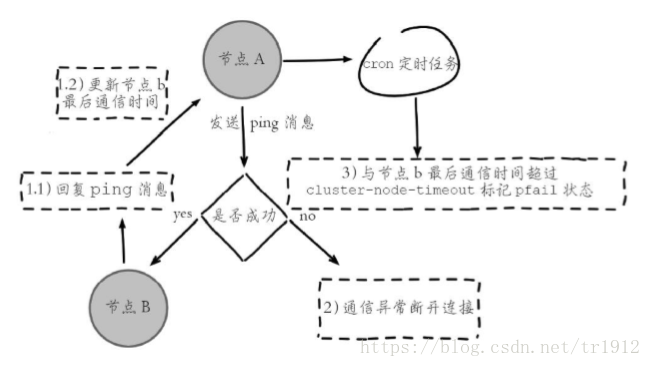 节点 A
cron 定时任务
1.2) 更新节点 b
最后通信时间
发送 ping 消息
3) 与节点 b 最后通信时间超过
cluster-node-timeout 标记 pfail 状态
1.1) 回复 ping 消息
yes
是否成功
no
节点 B
2) 通信异常断开连接
https://blog.csdn.net/tr1912